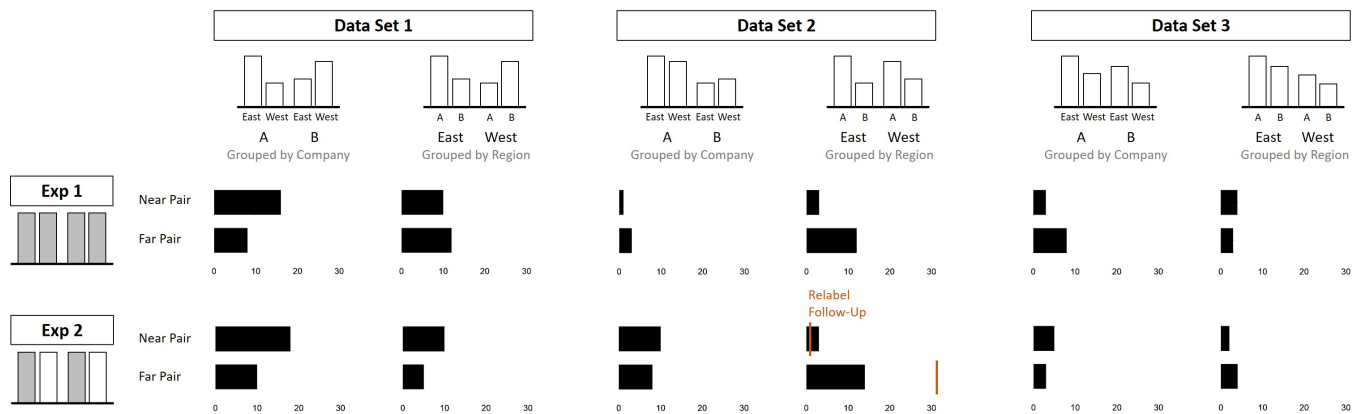 Data Set 1 Data Set 2 Data Set 3
East West East West A B A B East West East West A B A B East West East West A B A B
A B East West A B East West A B East West
Grouped by Company Grouped by Region Grouped by Company Grouped by Region Grouped by Company Grouped by Region
Exp 1
Near Pair
Far Pair
0 10 20 30 0 10 20 30 0 10 20 30 0 10 20 30 0 10 20 30 0 10 20 30
Relabel
Follow-Up
Exp 2
Near Pair
Far Pair
0 10 20 30 0 10 20 30 0 10 20 30 0 10 20 30 0 10 20 30 0 10 20 30